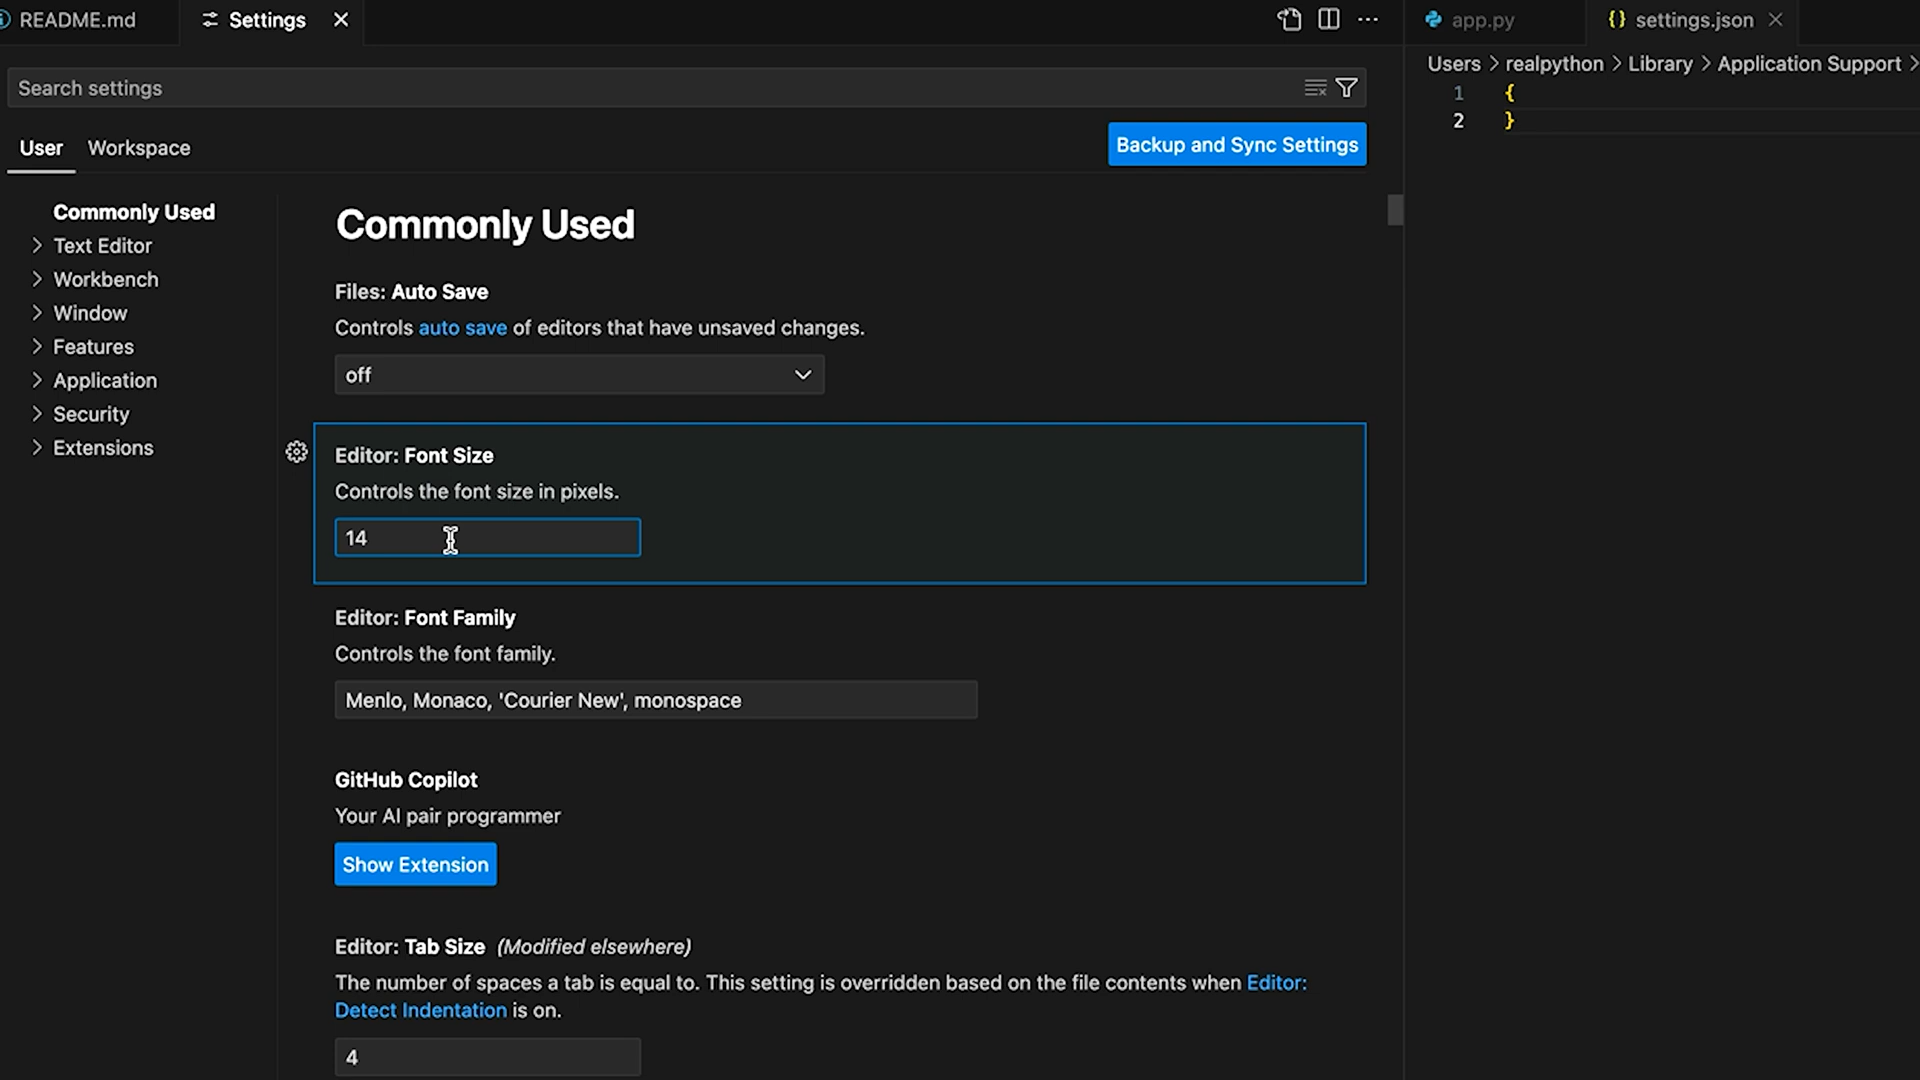 README.md
Settings
app.py
{} settings.json
Search settings
Users > realpython > Library > Application Support >
1 {
2 }
User Workspace
Backup and Sync Settings
Commonly Used
Text Editor
Workbench
Window
Features
Application
Security
Extensions
Commonly Used
Files: Auto Save
Controls auto save of editors that have unsaved changes.
off
Editor: Font Size
Controls the font size in pixels.
14
Editor: Font Family
Controls the font family.
Menlo, Monaco, 'Courier New', monospace
GitHub Copilot
Your AI pair programmer
Show Extension
Editor: Tab Size (Modified elsewhere)
The number of spaces a tab is equal to. This setting is overridden based on the file contents when Editor:
Detect Indentation is on.
4